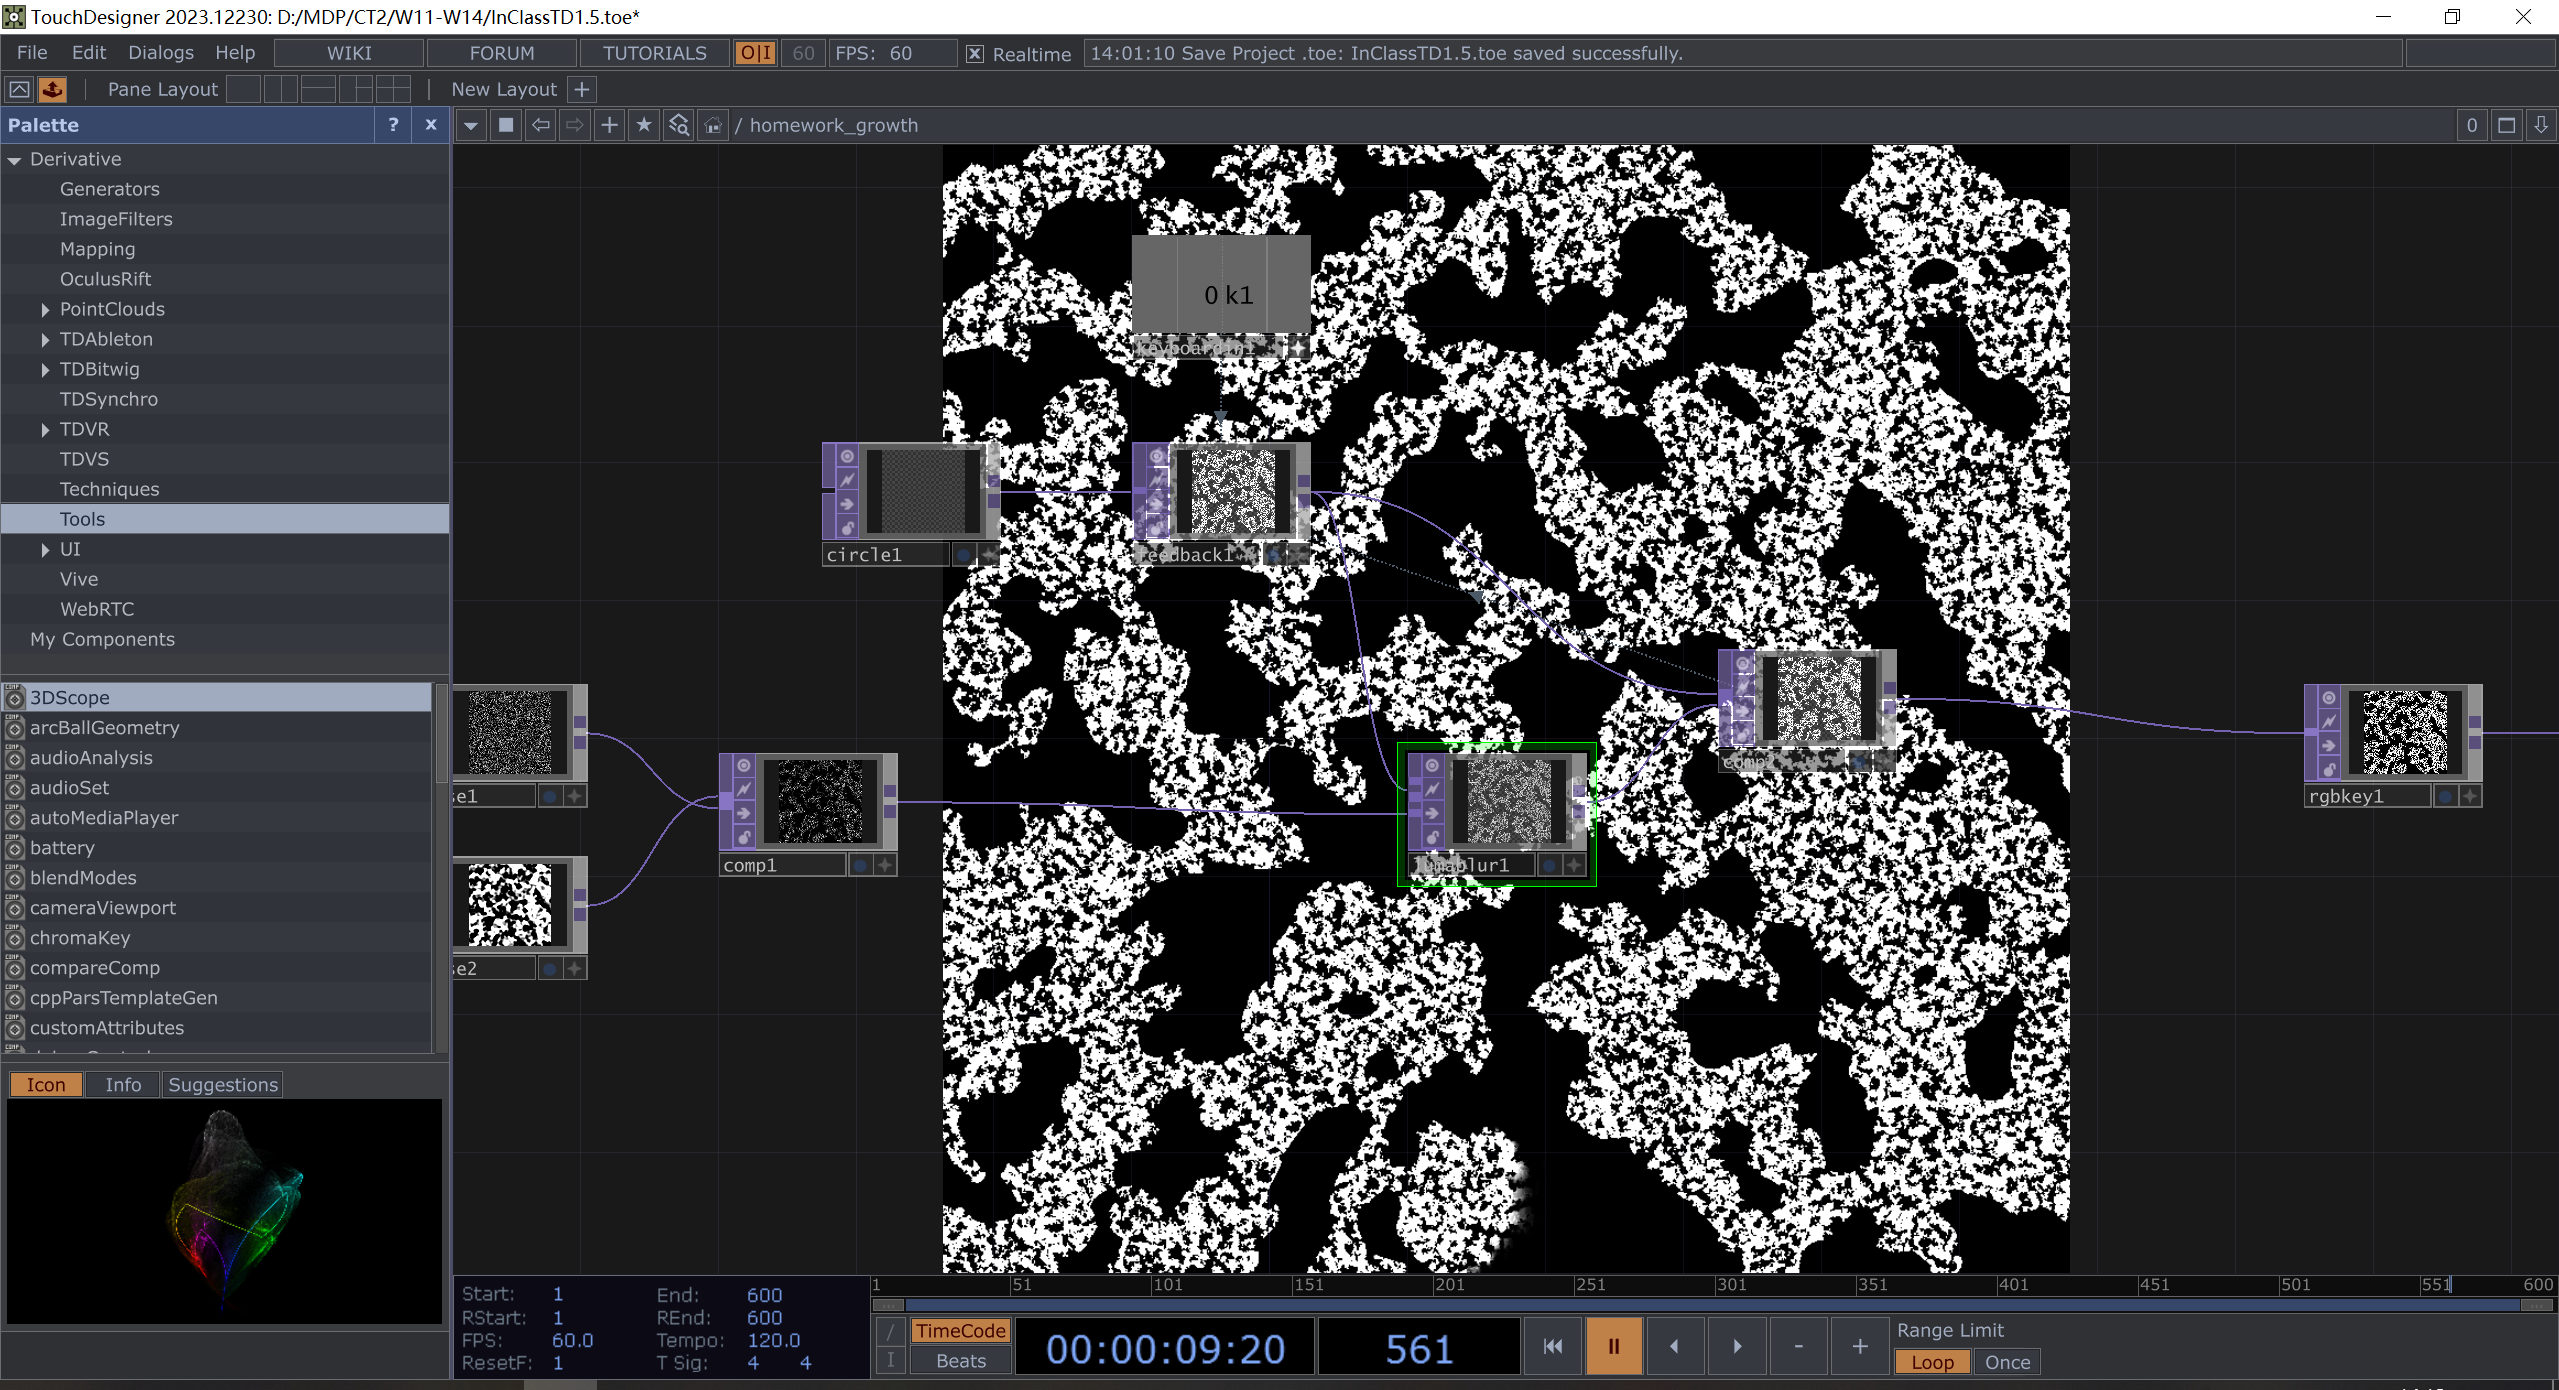 TouchDesigner 2023.12230: D:/MDP/CT2/W11-W14/InClassTD1.5.toe*
File Edit Dialogs Help WIKI FORUM TUTORIALS O|I 60 FPS: 60 Realtime 14:01:10 Save Project .toe: InClassTD1.5.toe saved successfully.
Pane Layout New Layout +
Palette ? x / homework_growth 0
Derivative
Generators
ImageFilters
Mapping
OculusRift
PointClouds
TDAbleton
TDBitwig
TDSynchro
TDVR
TDVS
Techniques
Tools
UI
Vive
WebRTC
My Components
3DScope
arcBallGeometry
audioAnalysis
audioSet
autoMediaPlayer
battery
blendModes
cameraViewport
chromaKey
compareComp
cppParsTemplateGen
customAttributes
Icon Info Suggestions
0 k1
keyboardin1
circle1
feedback1
se1
se2
comp1
lumablur1
comp2
rgbkey1
Start: 1 End: 600
RStart: 1 REnd: 600
FPS: 60.0 Tempo: 120.0
ResetF: 1 T Sig: 4 4
1 51 101 151 201 251 301 351 401 451 501 551 600
TimeCode
Beats
00:00:09:20
561
Range Limit
Loop Once